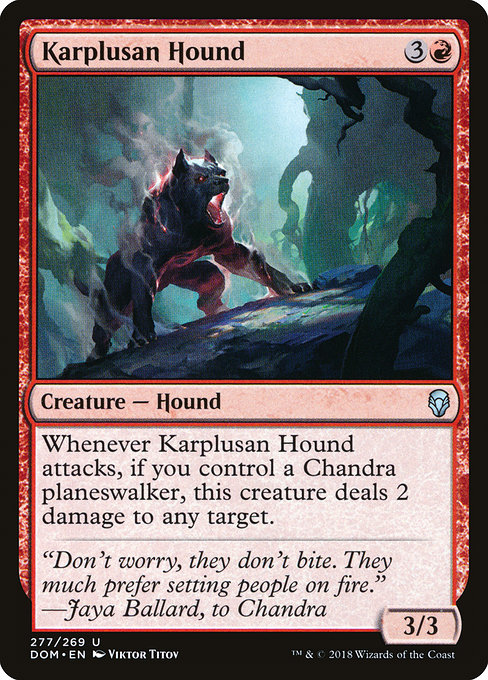 Karplusan Hound 3
Creature — Hound
Whenever Karplusan Hound
attacks, if you control a Chandra
planeswalker, this creature deals 2
damage to any target.
“Don’t worry, they don’t bite. They
much prefer setting people on fire.”
—Jaya Ballard, to Chandra
3/3
277/269 U
DOM • EN Viktor Titov ™ & © 2018 Wizards of the Coast